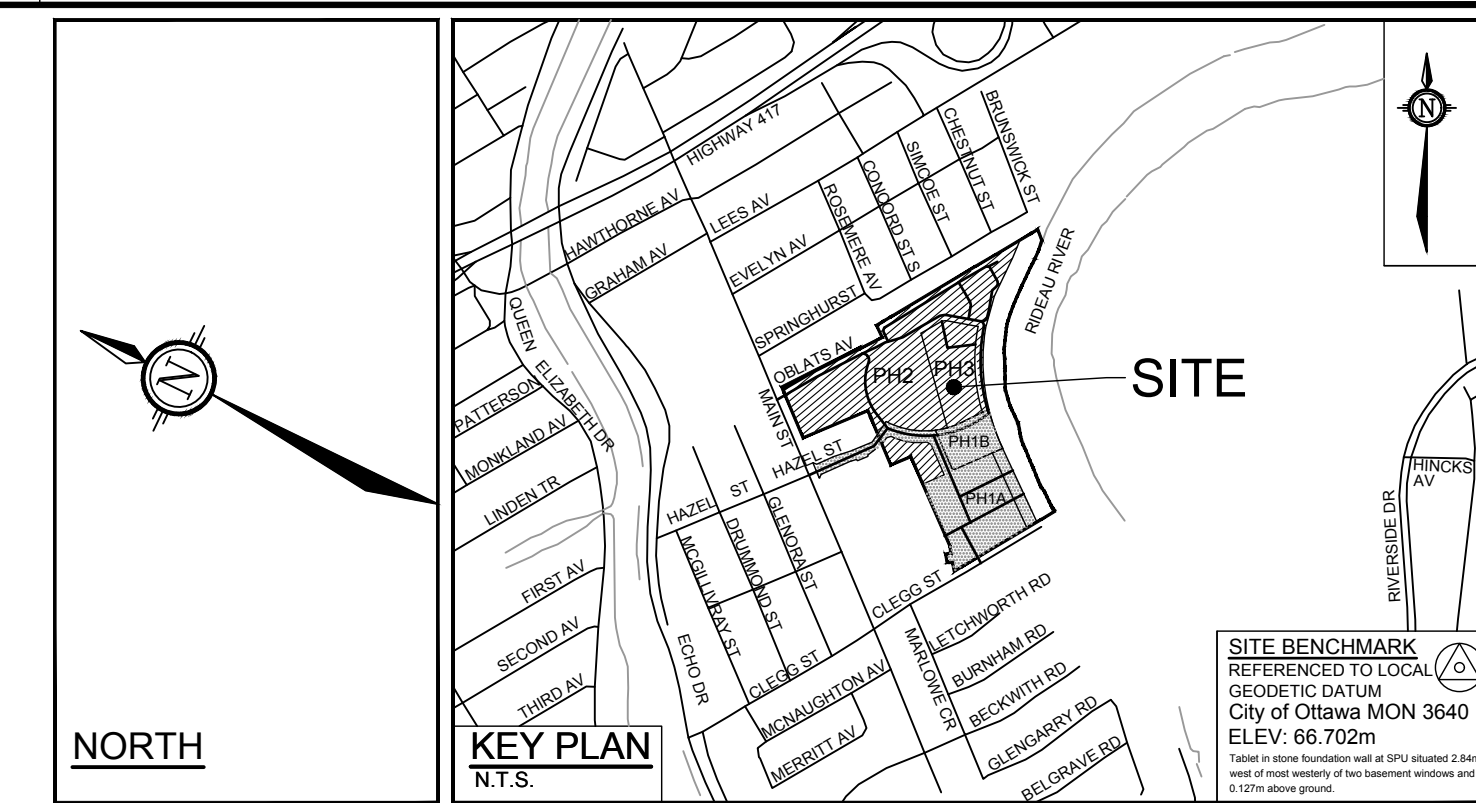 N
NORTH
HIGHWAY 417
HAWTHORNE AV
LEES AV
GRAHAM AV
EVELYN AV
ROSEMERE AV
CONCORD ST S
SIMCOE ST
CHESTNUT ST
BRUNSWICK ST
SPRINGHURST
OBLATS AV
RIDEAU RIVER
QUEEN ELIZABETH DR
MAIN ST
PH2
PH3
SITE
PH1B
PH1A
PATTERSON
MONKLAND AV
LINDEN TR
HAZEL ST
HAZEL ST
GLENORA ST
DRUMMOND ST
MCGILLIVRAY ST
FIRST AV
SECOND AV
THIRD AV
ECHO DR
CLEGG ST
CLEGG ST
MCNAUGHTON AV
MERRITT AV
MARLOWE CR
LETCHWORTH RD
BURNHAM RD
BECKWITH RD
GLENGARRY RD
BELGRAVE RD
KEY PLAN
N.T.S.
N
HINCKS
AV
RIVERSIDE DR
SITE BENCHMARK
REFERENCED TO LOCAL
GEODETIC DATUM
City of Ottawa MON 3640
ELEV: 66.702m
Tablet in stone foundation wall at SPU situated 2.84m
west of most westerly of two basement windows and
0.127m above ground.